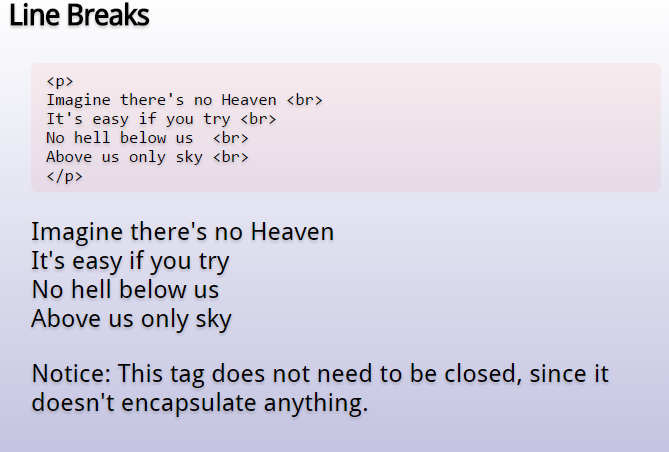 Line Breaks
<p>
Imagine there's no Heaven <br>
It's easy if you try <br>
No hell below us  <br>
Above us only sky <br>
</p>
Imagine there's no Heaven
It's easy if you try
No hell below us
Above us only sky
Notice: This tag does not need to be closed, since it
doesn't encapsulate anything.